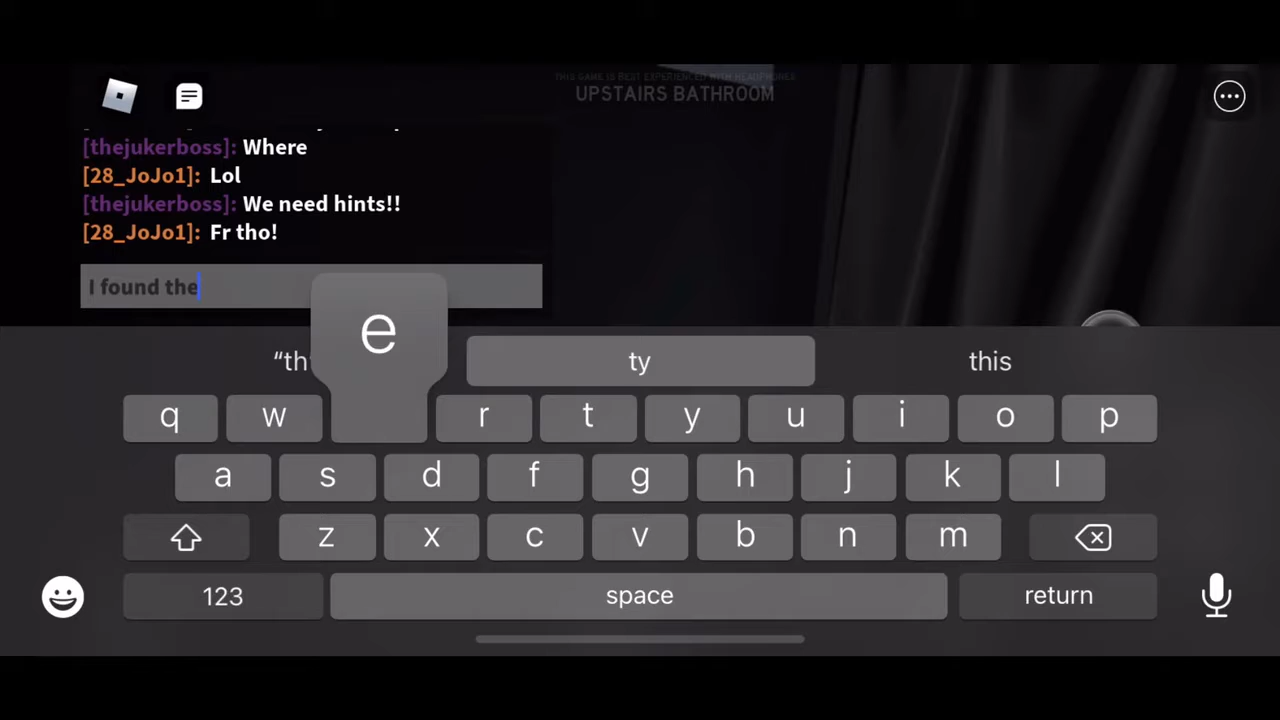 THIS GAME IS BEST EXPERIENCED WITH HEADPHONES
UPSTAIRS BATHROOM
[thejukerboss]: Where
[28_JoJo1]: Lol
[thejukerboss]: We need hints!!
[28_JoJo1]: Fr tho!
I found the
e
ty
this
q w r t y u i o p
a s d f g h j k l
z x c v b n m
123 space return